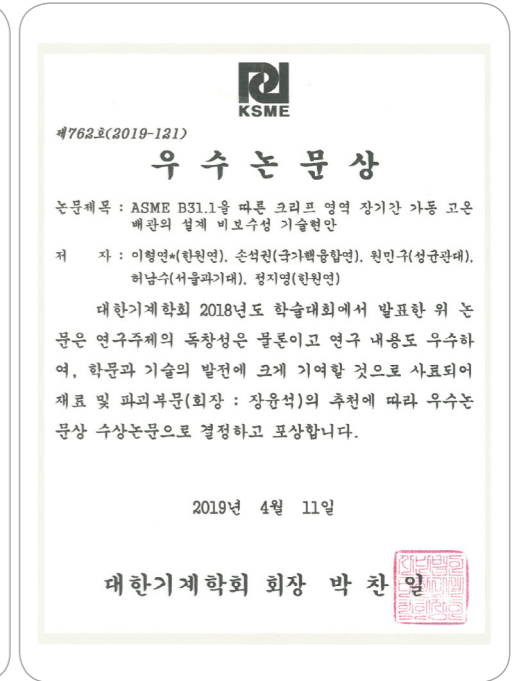 KSME
제762호(2019-121)
우 수 논 문 상
논문제목 : ASME B31.1을 따른 크리프 영역 장기간 가동 고온
배관의 설계 비보수성 기술현안
저 자 : 이형연*(한원연), 손석권(국가핵융합연), 원민구(성균관대),
허남수(서울과기대), 정지영(한원연)
대한기계학회 2018년도 학술대회에서 발표한 위 논
문은 연구주제의 독창성은 물론이고 연구 내용도 우수하
여, 학문과 기술의 발전에 크게 기여할 것으로 사료되어
재료 및 파괴부문(회장 : 장윤석)의 추천에 따라 우수논
문상 수상논문으로 결정하고 포상합니다.
2019년 4월 11일
대한기계학회 회장 박 찬 일